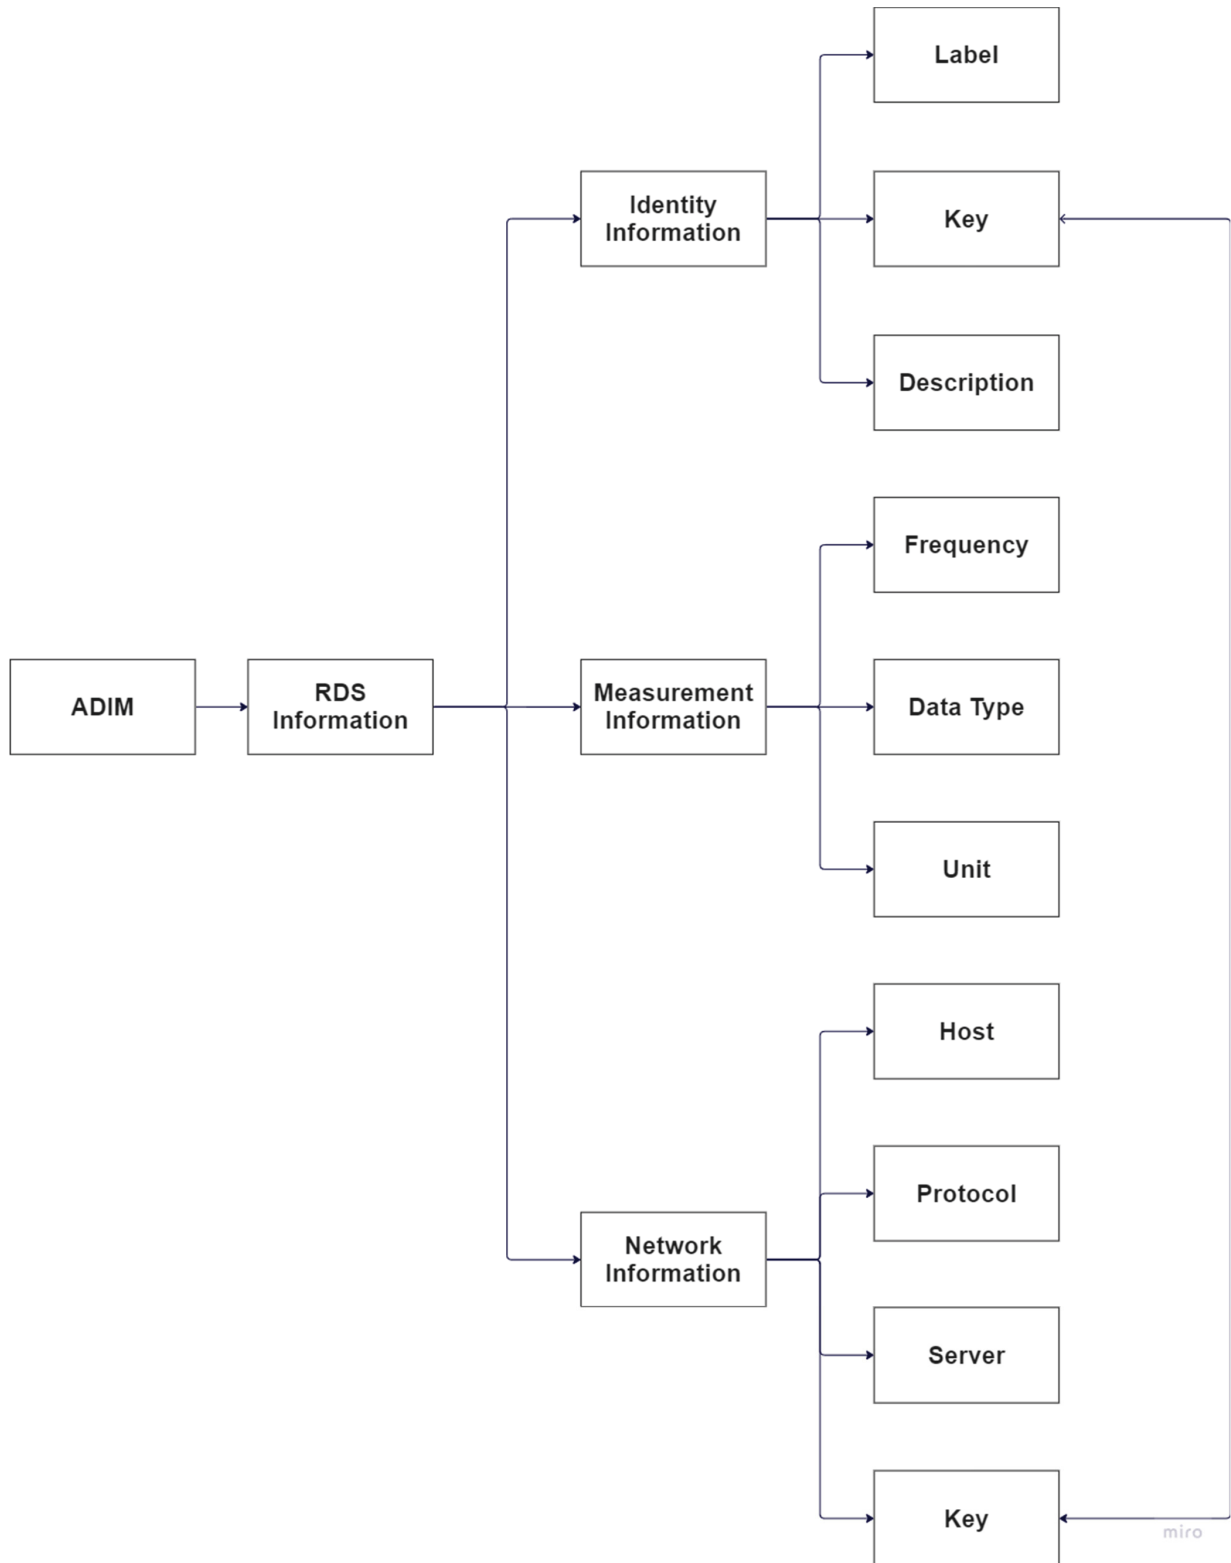 Label
Identity
Information
Key
Description
Frequency
ADIM
RDS
Information
Measurement
Information
Data Type
Unit
Host
Protocol
Network
Information
Server
Key
miro